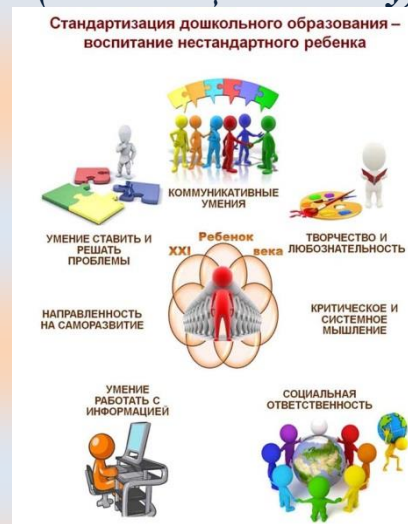 Стандартизация дошкольного образования –
воспитание нестандартного ребенка
КОММУНИКАТИВНЫЕ
УМЕНИЯ
УМЕНИЕ СТАВИТЬ И
РЕШАТЬ
ПРОБЛЕМЫ
Ребенок
XXI века
ТВОРЧЕСТВО И
ЛЮБОЗНАТЕЛЬНОСТЬ
НАПРАВЛЕННОСТЬ
НА САМОРАЗВИТИЕ
КРИТИЧЕСКОЕ И
СИСТЕМНОЕ
МЫШЛЕНИЕ
УМЕНИЕ
РАБОТАТЬ С
ИНФОРМАЦИЕЙ
СОЦИАЛЬНАЯ
ОТВЕТСТВЕННОСТЬ